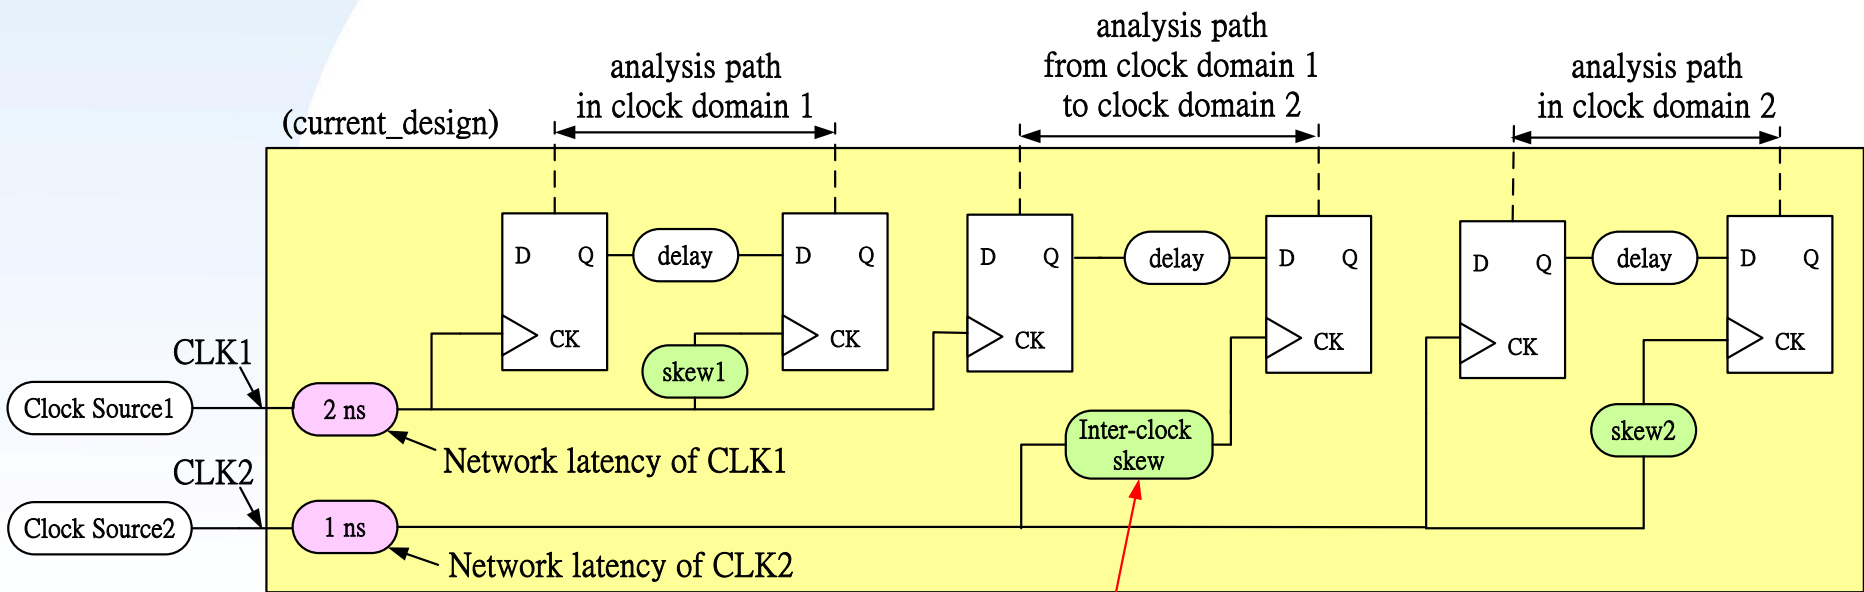 analysis path
in clock domain 1
analysis path
from clock domain 1
to clock domain 2
analysis path
in clock domain 2
(current_design)
D Q
delay
D Q
D Q
delay
D Q
D Q
delay
D Q
CK
CK
CK
CK
CK
CK
CLK1
skew1
Clock Source1
2 ns
Inter-clock
skew
skew2
Network latency of CLK1
CLK2
Clock Source2
1 ns
Network latency of CLK2